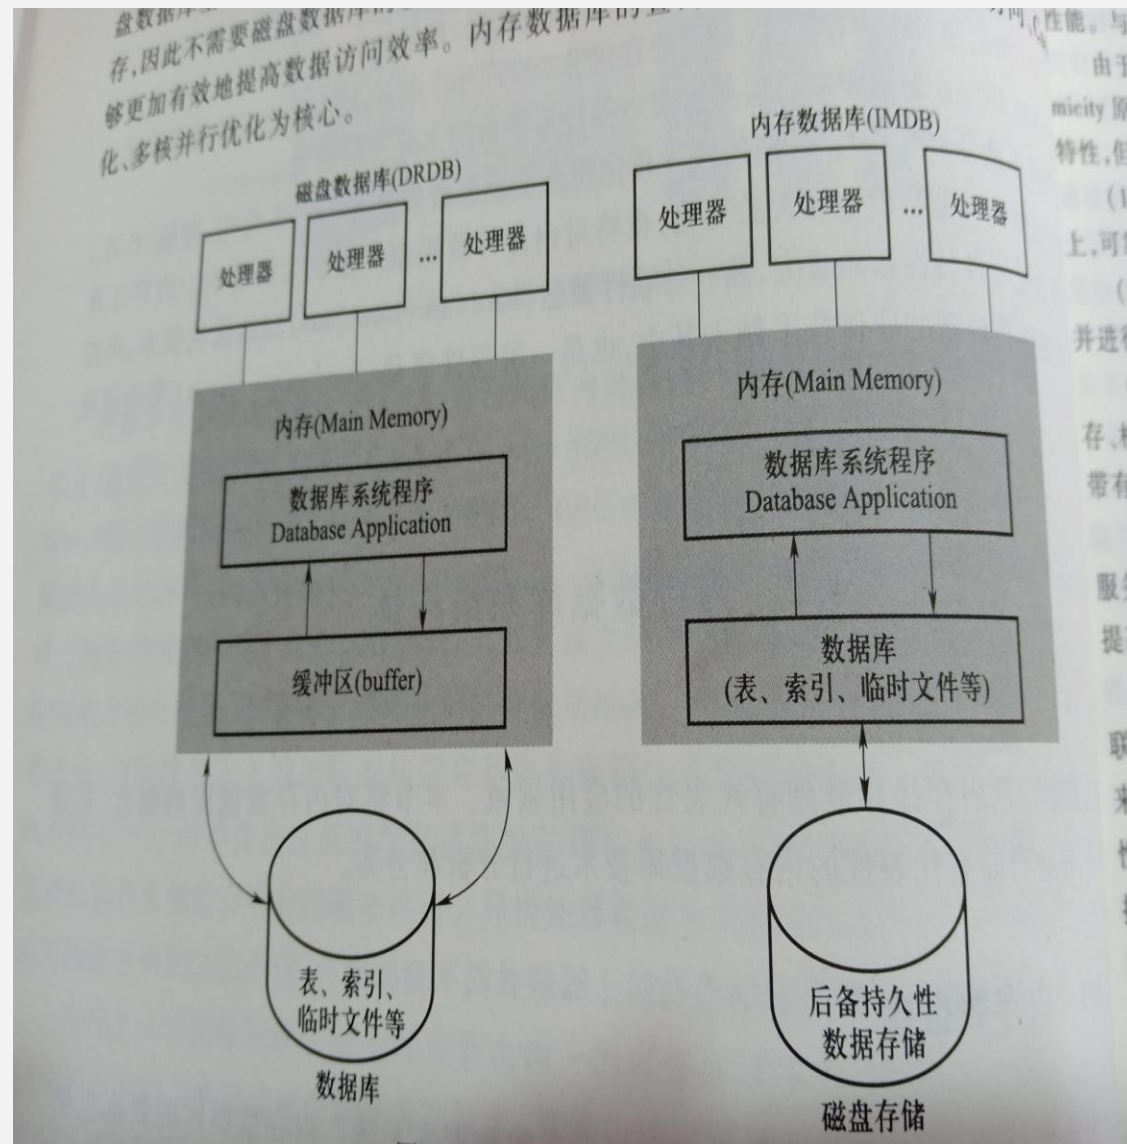 存,因此不需要磁盘数据库的
够更加有效地提高数据访问效率。内存数据库的
化、多核并行优化为核心。
磁盘数据库(DRDB)
处理器
处理器
...
处理器
内存(Main Memory)
数据库系统程序
Database Application
缓冲区(buffer)
表、索引、
临时文件等
数据库
内存数据库(IMDB)
处理器
处理器
...
处理器
内存(Main Memory)
数据库系统程序
Database Application
数据库
(表、索引、临时文件等)
后备持久性
数据存储
磁盘存储
性能。与
由于
micity 原
特性,但
(1
上,可
(
并进行
存、
带有
服务
提
联
来